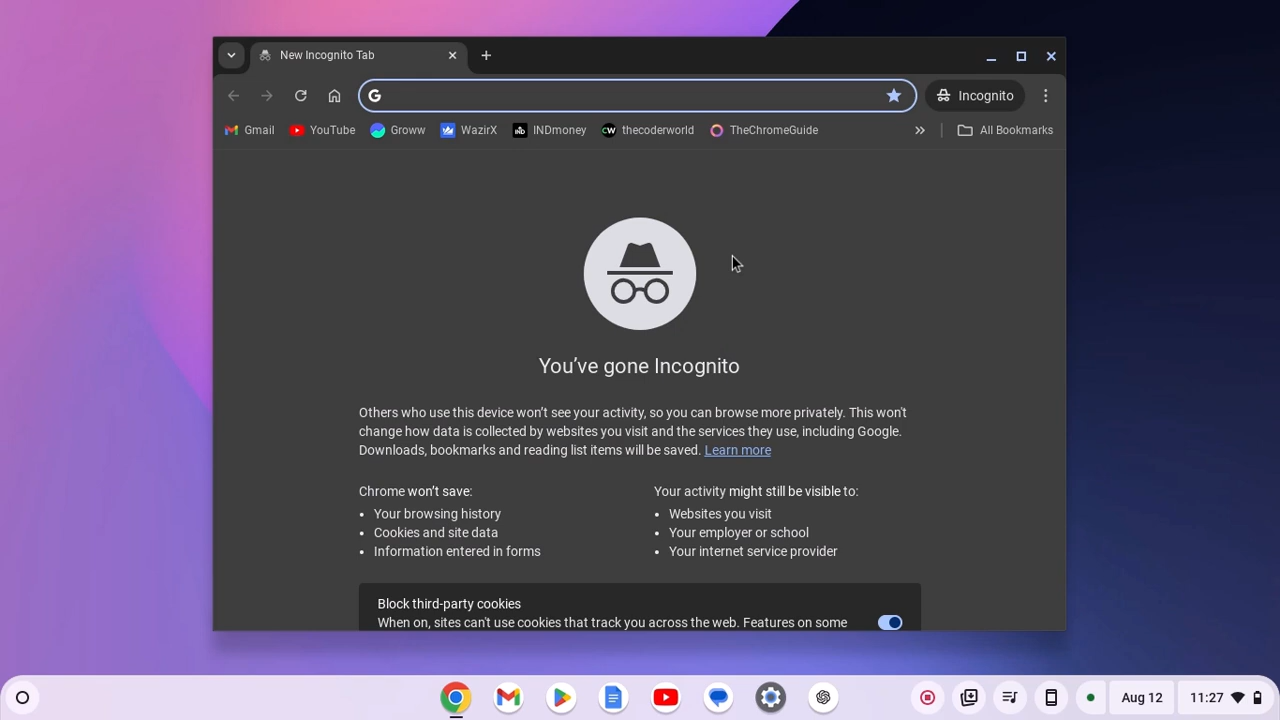 New Incognito Tab
Incognito
Gmail YouTube Groww WazirX INDmoney thecoderworld TheChromeGuide All Bookmarks
You’ve gone Incognito
Others who use this device won’t see your activity, so you can browse more privately. This won't
change how data is collected by websites you visit and the services they use, including Google.
Downloads, bookmarks and reading list items will be saved. Learn more
Chrome won’t save:
Your browsing history
Cookies and site data
Information entered in forms
Your activity might still be visible to:
Websites you visit
Your employer or school
Your internet service provider
Block third-party cookies
When on, sites can't use cookies that track you across the web. Features on some
Aug 12 11:27